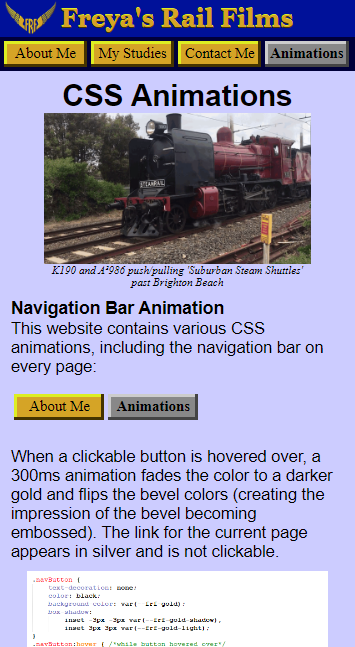 FRF
Freya's Rail Films
About Me
My Studies
Contact Me
Animations
CSS Animations
STEAMRAIL
K190 and A²986 push/pulling 'Suburban Steam Shuttles'
past Brighton Beach
Navigation Bar Animation
This website contains various CSS
animations, including the navigation bar on
every page:
About Me
Animations
When a clickable button is hovered over, a
300ms animation fades the color to a darker
gold and flips the bevel colors (creating the
impression of the bevel becoming
embossed). The link for the current page
appears in silver and is not clickable.
.navButton {
text-decoration: none;
color: black;
background-color: var(--frf-gold);
box-shadow:
inset -3px -3px var(--frf-gold-shadow),
inset 3px 3px var(--frf-gold-light);
}
.navButton:hover { /*while button hovered over*/